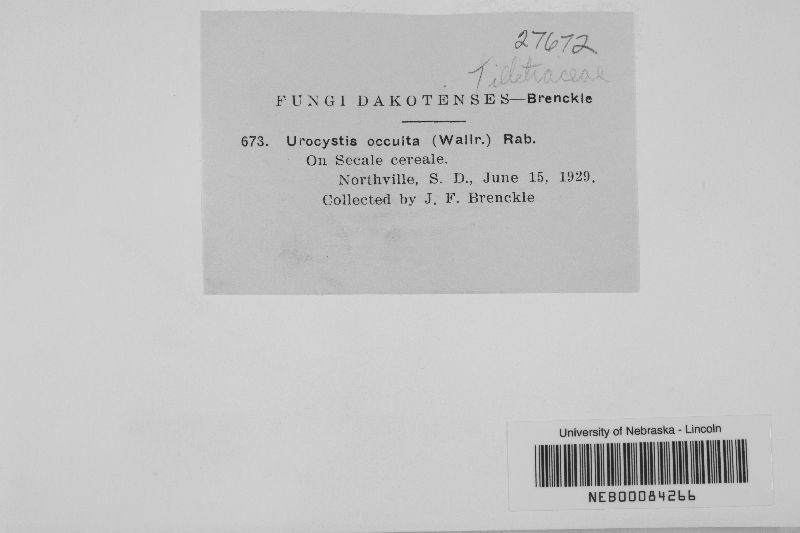 27672
Tilletiaceae
FUNGI DAKOTENSES—Brenckle
673. Urocystis occulta (Wallr.) Rab.
On Secale cereale.
Northville, S. D., June 15, 1929.
Collected by J. F. Brenckle
University of Nebraska - Lincoln
NEB00084266